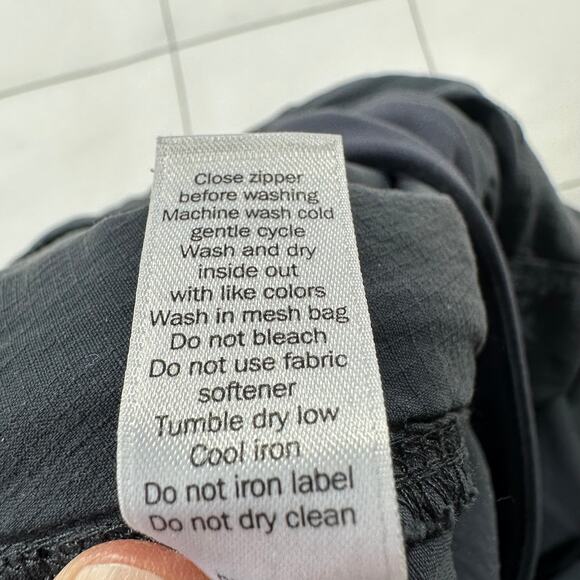 Close zipper
before washing
Machine wash cold
gentle cycle
Wash and dry
inside out
with like colors
Wash in mesh bag
Do not bleach
Do not use fabric
softener
Tumble dry low
Cool iron
Do not iron label
Do not dry clean